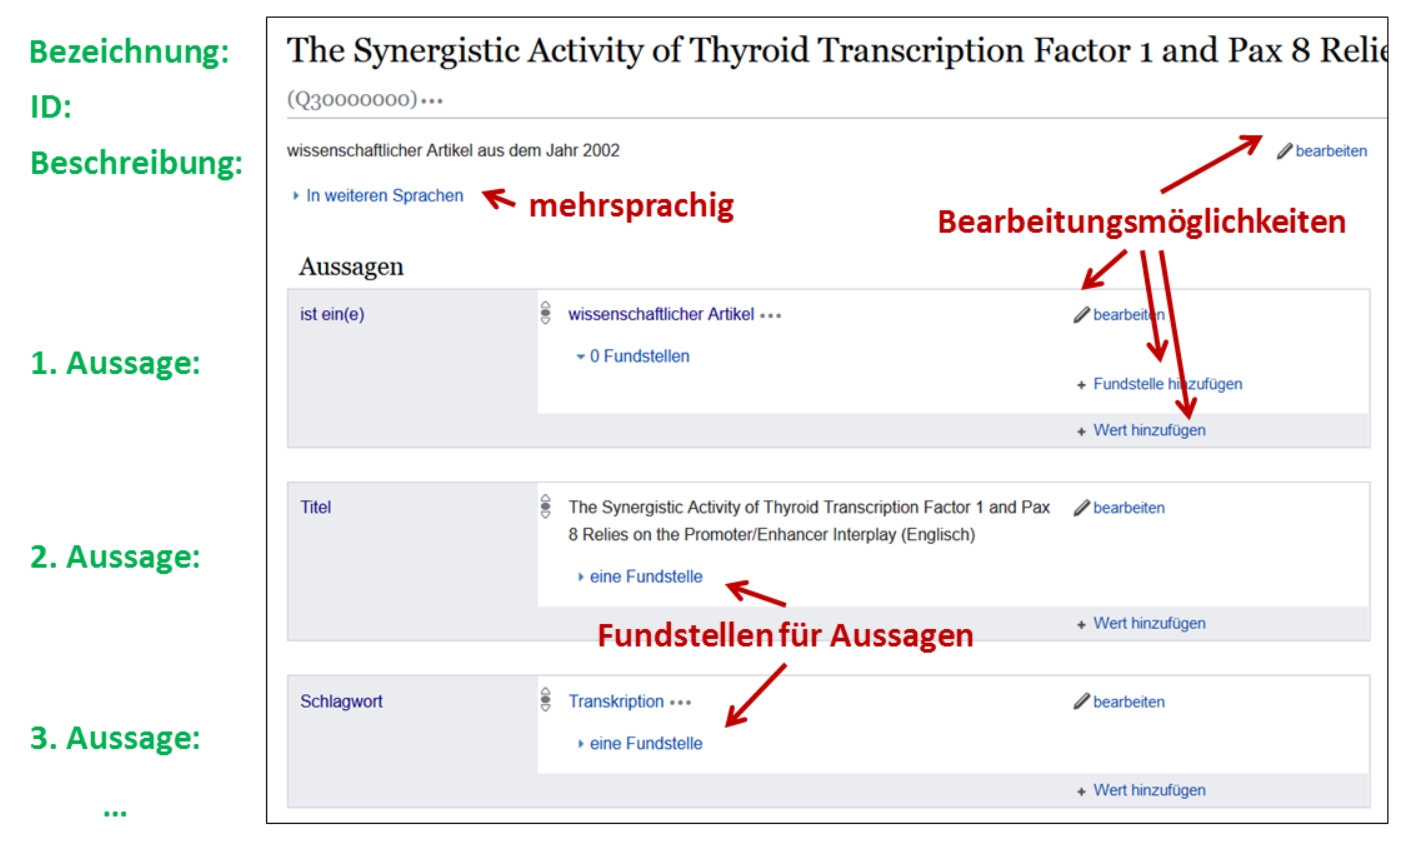 Bezeichnung: The Synergistic Activity of Thyroid Transcription Factor 1 and Pax 8 Relie
ID: (Q30000000) •••
Beschreibung: wissenschaftlicher Artikel aus dem Jahr 2002 bearbeiten
In weiteren Sprachen mehrsprachig
Bearbeitungsmöglichkeiten
Aussagen
ist ein(e) wissenschaftlicher Artikel ••• bearbeiten
1. Aussage: 0 Fundstellen
+ Fundstelle hinzufügen
+ Wert hinzufügen
Titel The Synergistic Activity of Thyroid Transcription Factor 1 and Pax bearbeiten
8 Relies on the Promoter/Enhancer Interplay (Englisch)
2. Aussage: eine Fundstelle
+ Wert hinzufügen
Fundstellen für Aussagen
Schlagwort Transkription ••• bearbeiten
3. Aussage: eine Fundstelle
+ Wert hinzufügen
...